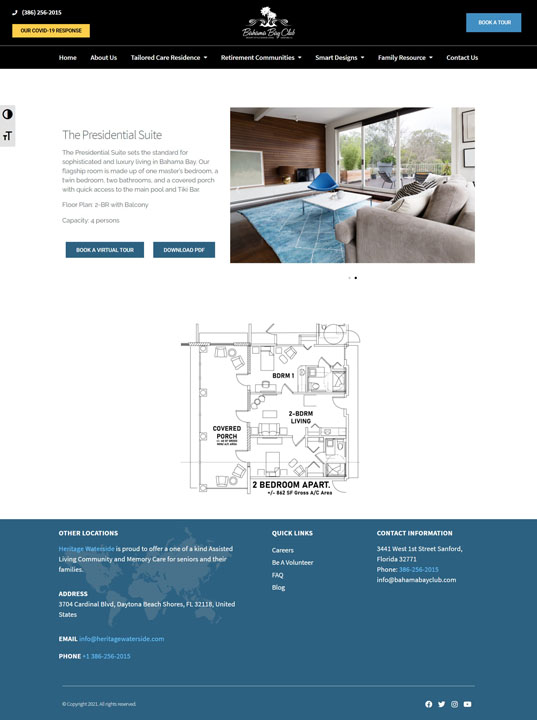 (386) 256-2015
OUR COVID-19 RESPONSE
Bahama Bay Club
BOOK A TOUR
Home
About Us
Tailored Care Residence
Retirement Communities
Smart Designs
Family Resource
Contact Us
The Presidential Suite
The Presidential Suite sets the standard for
sophisticated and luxury living in Bahama Bay. Our
flagship room is made up of one master's bedroom, a
twin bedroom, two bathrooms, and a covered porch
with quick access to the main pool and Tiki Bar.
Floor Plan: 2-BR with Balcony
Capacity: 4 persons
BOOK A VIRTUAL TOUR
DOWNLOAD PDF
BDRM 1
2-BDRM
LIVING
COVERED
PORCH
2 BEDROOM APART.
+/- 862 SF Gross A/C Area
OTHER LOCATIONS
Heritage Waterside is proud to offer a one of a kind Assisted
Living Community and Memory Care for seniors and their
families.
ADDRESS
3704 Cardinal Blvd, Daytona Beach Shores, FL 32118, United
States
EMAIL info@heritagewaterside.com
PHONE +1 386-256-2015
QUICK LINKS
Careers
Be A Volunteer
FAQ
Blog
CONTACT INFORMATION
3441 West 1st Street Sanford,
Florida 32771
Phone: 386-256-2015
info@bahamabayclub.com
© Copyright 2021. All rights reserved.